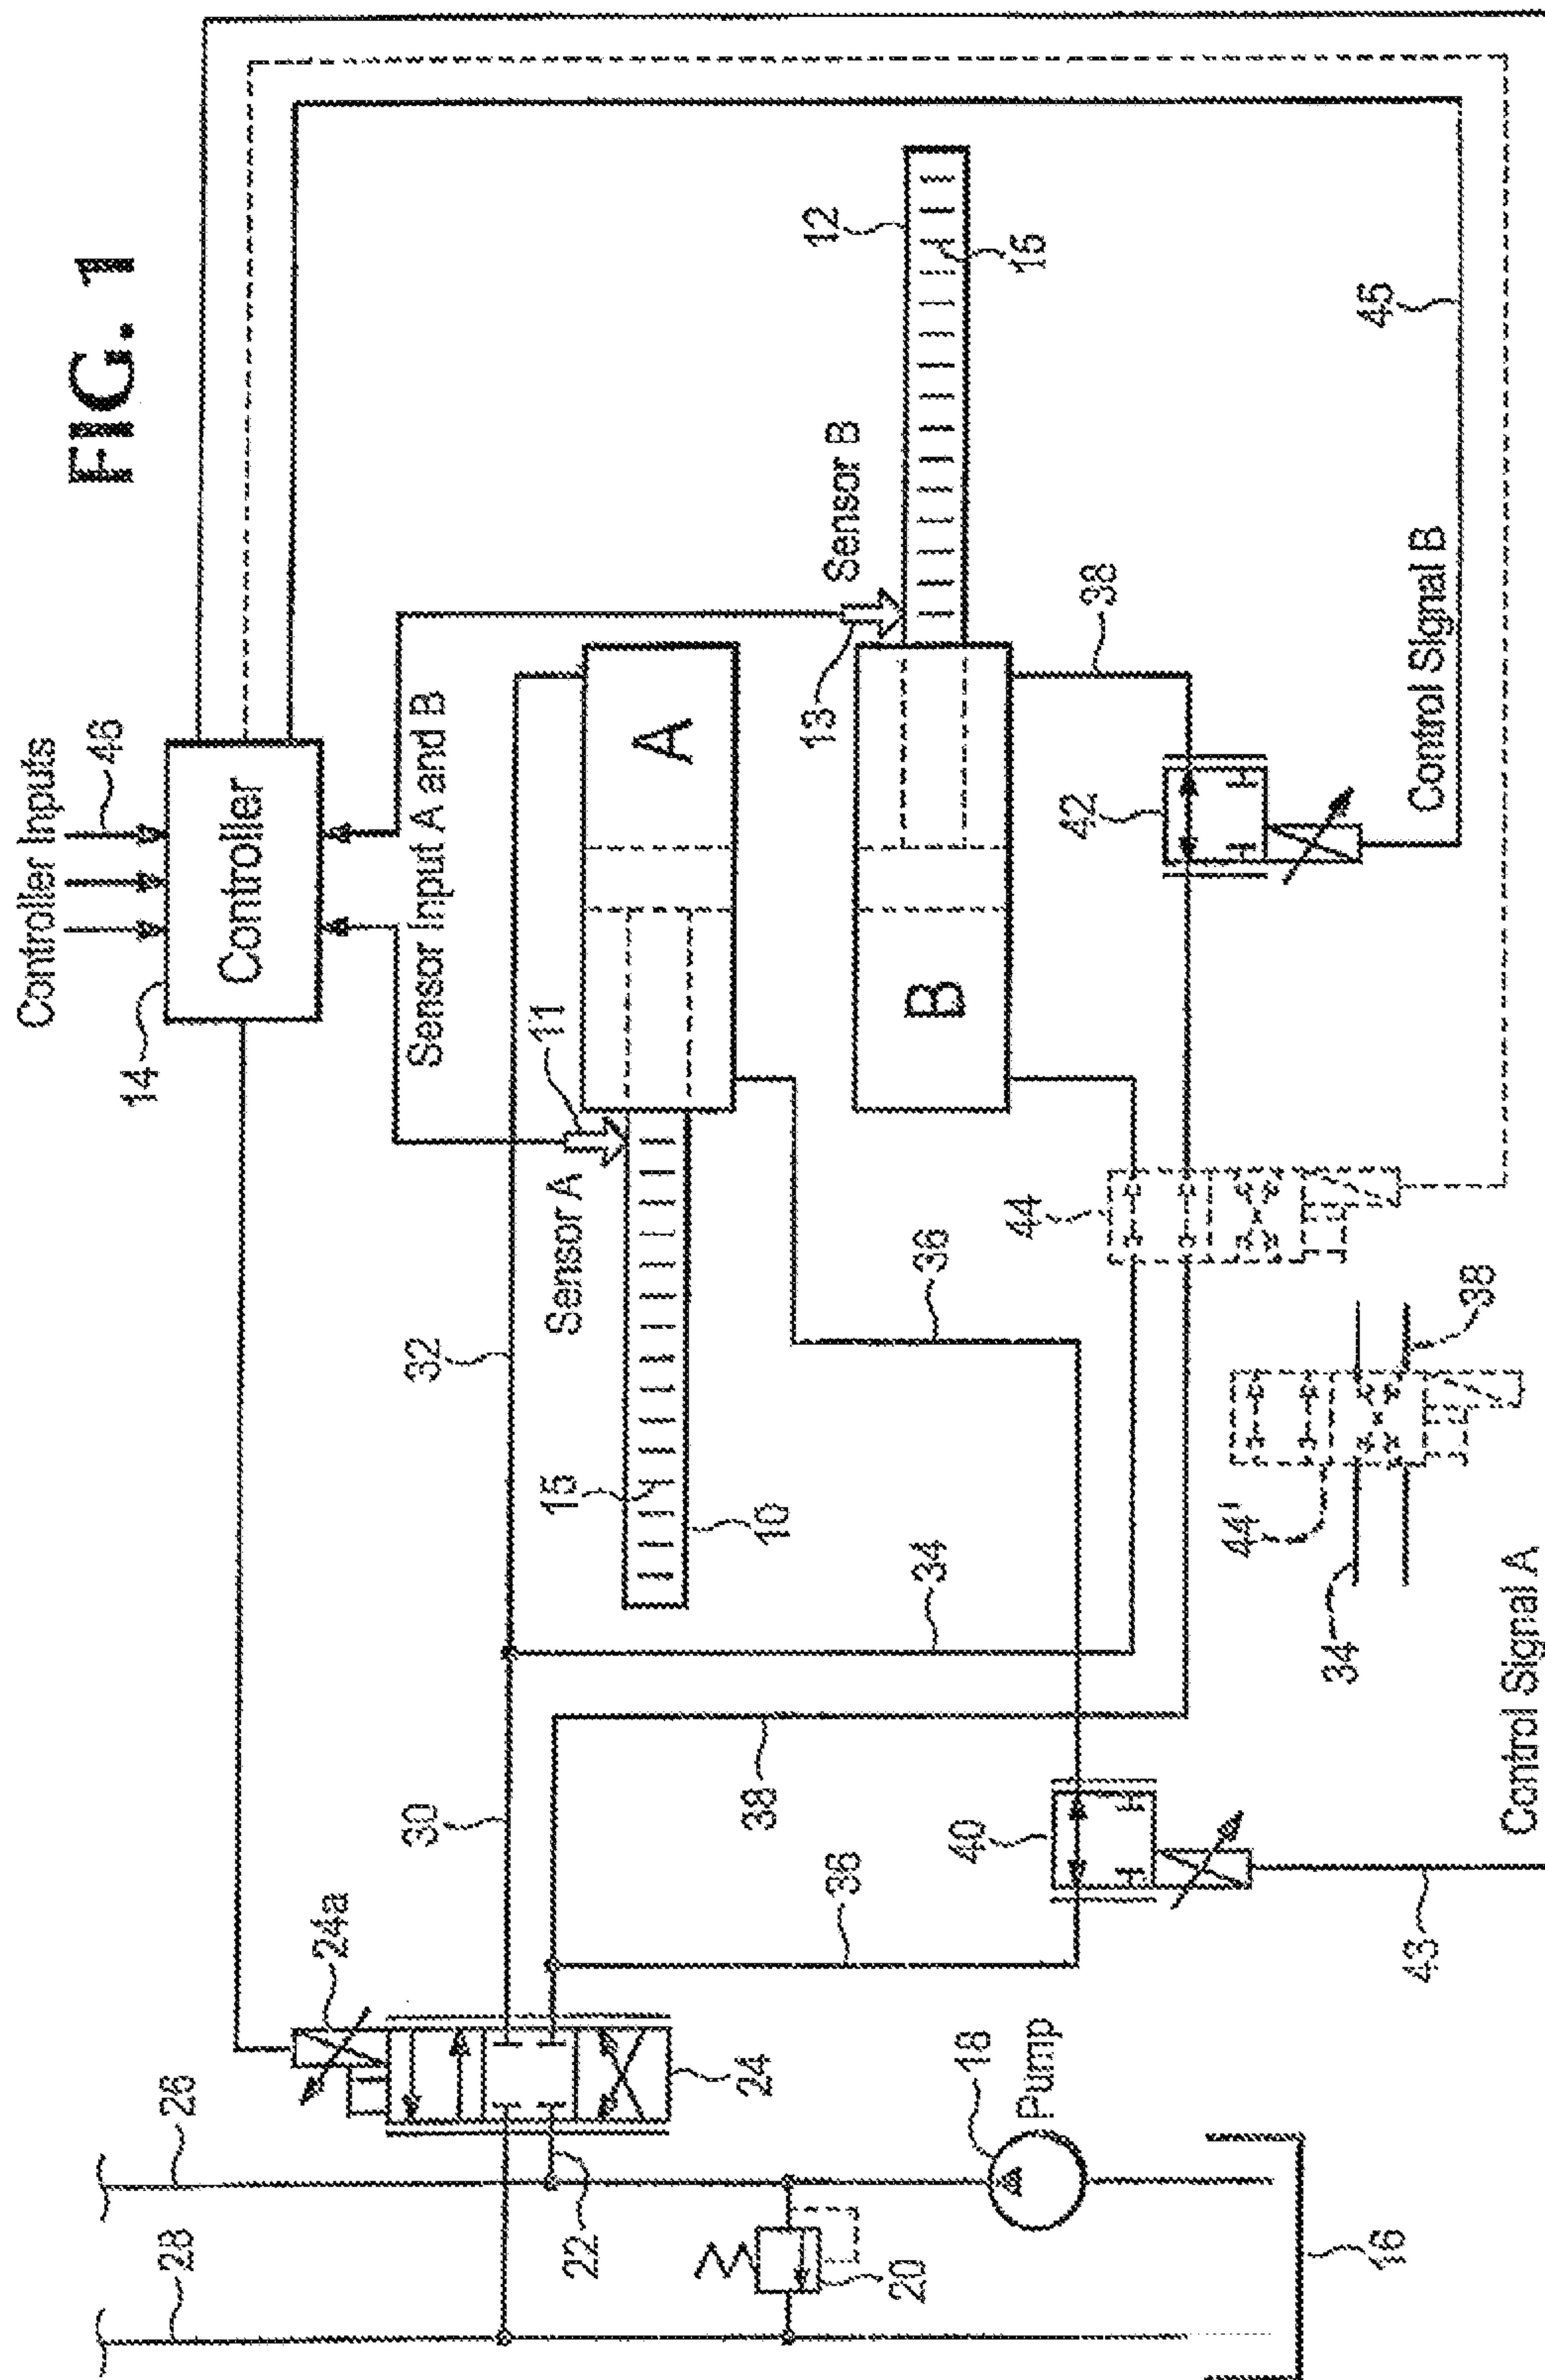 FIG. 1
Controller Inputs
46
14
Controller
Sensor Input A and B
24a
26
28
22
24
30
32
Sensor A
11
A
15
10
36
34
38
Sensor B
13
12
15
B
38
20
18
Pump
16
36
40
43
44
42
44'
34
38
Control Signal A
Control Signal B
45